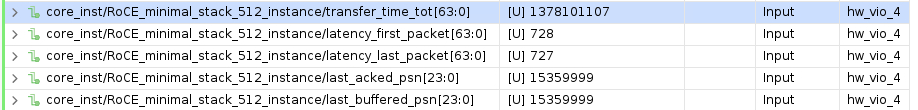 core_inst/RoCE_minimal_stack_512_instance/transfer_time_tot[63:0] [U] 1378101107 Input hw_vio_4
core_inst/RoCE_minimal_stack_512_instance/latency_first_packet[63:0] [U] 728 Input hw_vio_4
core_inst/RoCE_minimal_stack_512_instance/latency_last_packet[63:0] [U] 727 Input hw_vio_4
core_inst/RoCE_minimal_stack_512_instance/last_acked_psn[23:0] [U] 15359999 Input hw_vio_4
core_inst/RoCE_minimal_stack_512_instance/last_buffered_psn[23:0] [U] 15359999 Input hw_vio_4